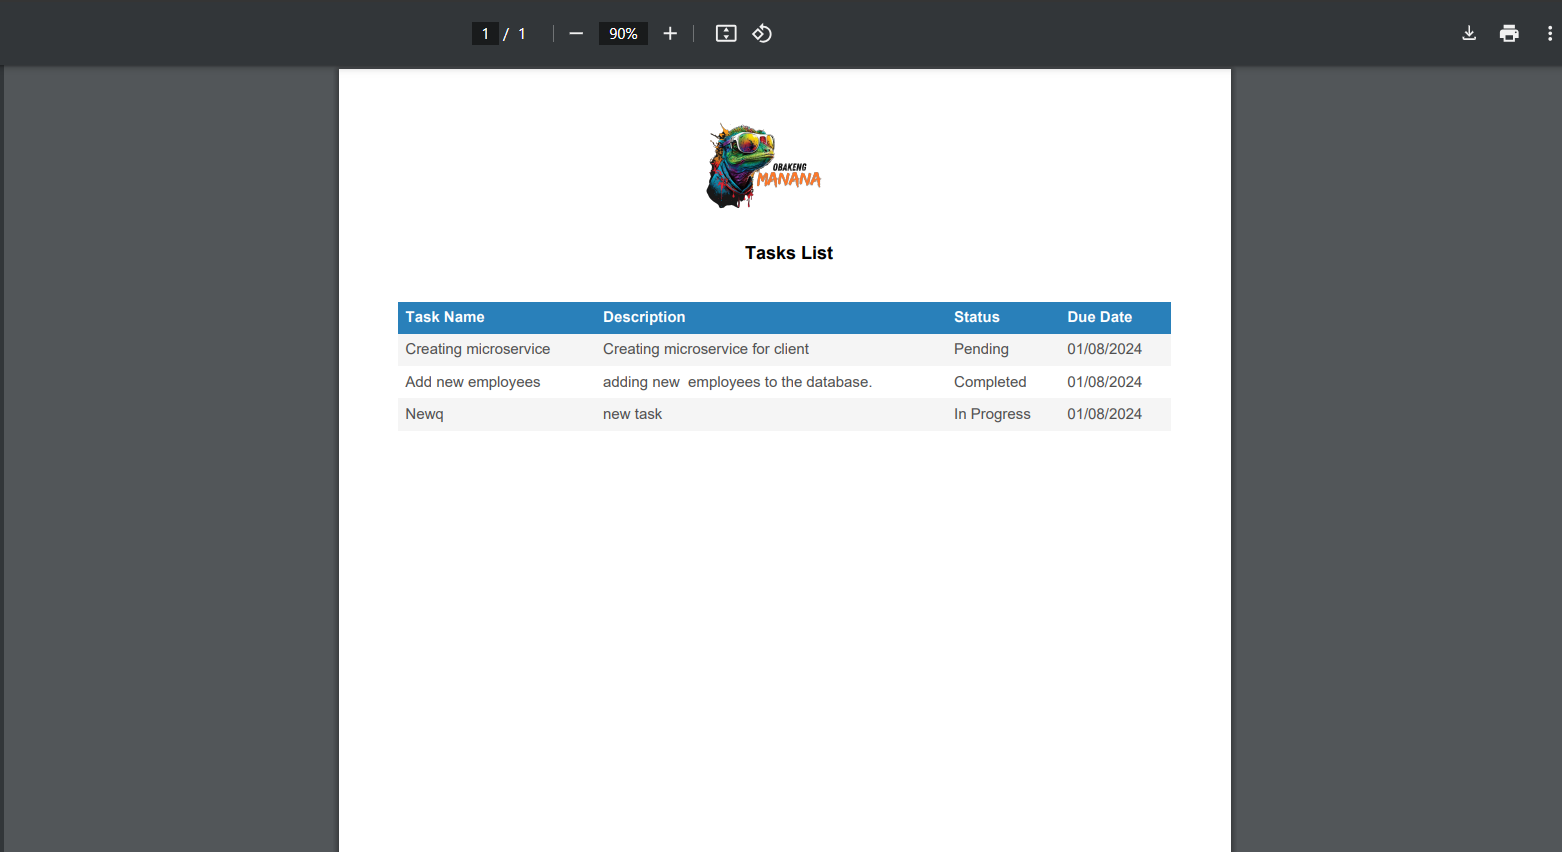 1 / 1 90%
OBAKENG
MANANA
Tasks List
Task Name Description Status Due Date
Creating microservice Creating microservice for client Pending 01/08/2024
Add new employees adding new  employees to the database. Completed 01/08/2024
Newq new task In Progress 01/08/2024